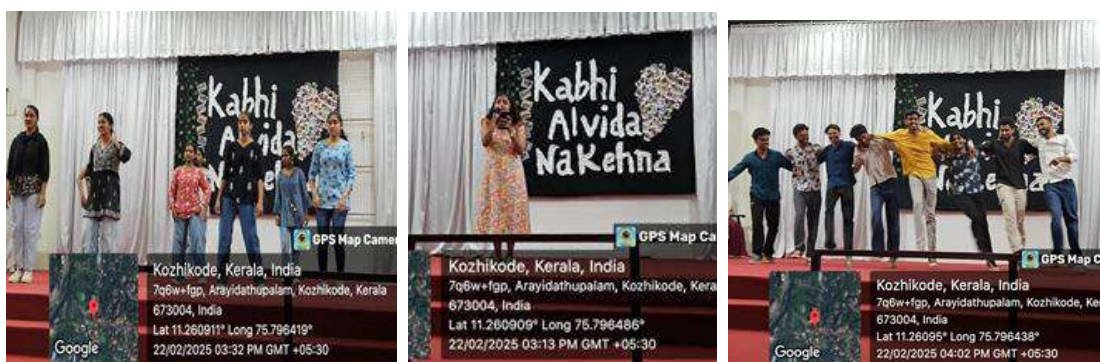 Kabhi
Alvida
GPS Map Camer
Kozhikode, Kerala, India
7q6w+fgp, Arayidathupalam, Kozhikode, Kerala
673004, India
Lat 11.260911° Long 75.796419°
22/02/2025 03:32 PM GMT +05:30
Google
Kabhi
Alvida
NaKehna
GPS Map Ca
Kozhikode, Kerala, India
7q6w+fgp, Arayidathupalam, Kozhikode, Kera
673004, India
Lat 11.260909° Long 75.796486°
22/02/2025 03:13 PM GMT +05:30
Kabhi
GPS Map C
Kozhikode, Kerala, India
7q6w+fgp, Arayidathupalam, Kozhikode, Ker
673004, India
Lat 11.26095° Long 75.796438°
22/02/2025 04:02 PM GMT +05:30
Google